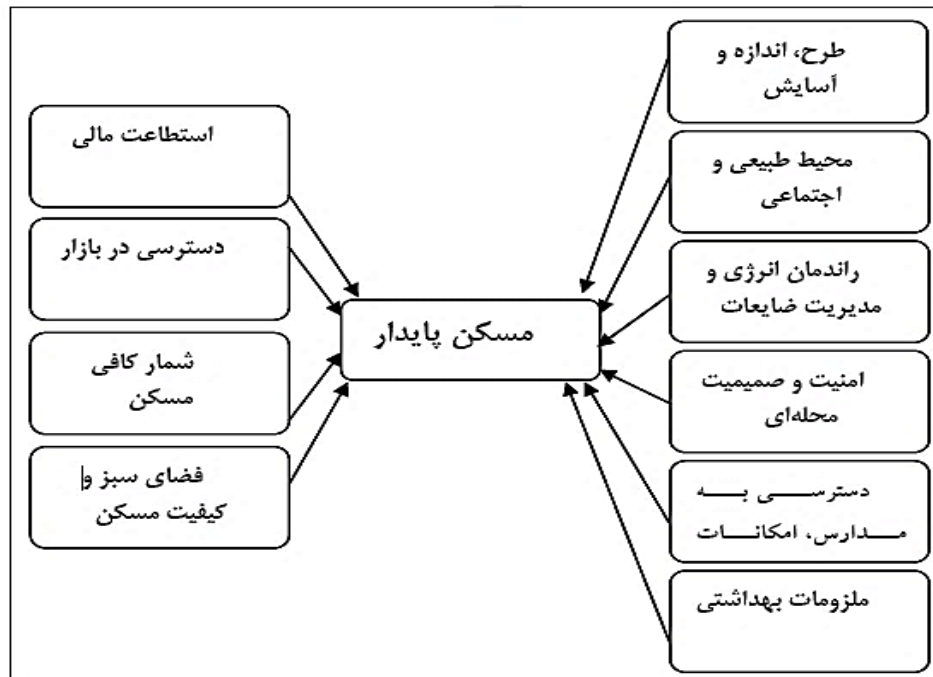 طرح، اندازه و
آسایش
محیط طبیعی و
اجتماعی
راندمان انرژی و
مدیریت ضایعات
امنیت و صمیمیت
محله‌ای
دسترسی به
مدارس، امکانات
ملزومات بهداشتی
مسکن پایدار
استطاعت مالی
دسترسی در بازار
شمار کافی
مسکن
فضای سبز و
کیفیت مسکن